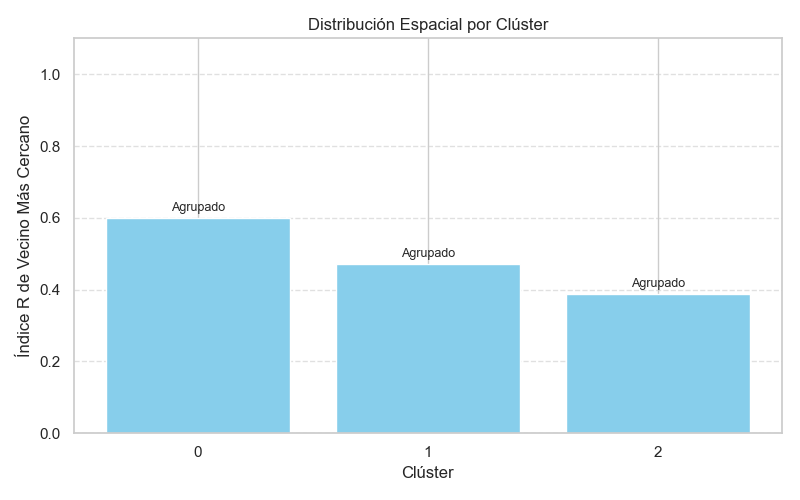 Distribución Espacial por Clúster
Índice R de Vecino Más Cercano
1.0
0.8
0.6
0.4
0.2
0.0
Agrupado
Agrupado
Agrupado
0
1
2
Clúster